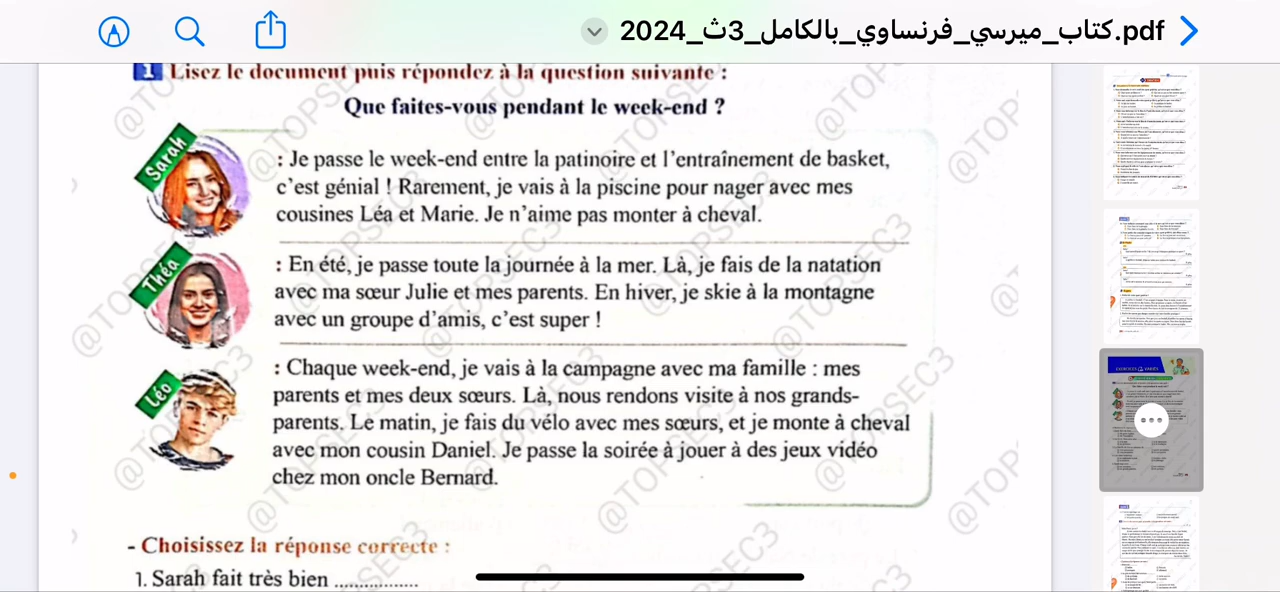 كتاب_ميرسي_فرنساوي_بالكامل_3ث_2024.pdf
1 Lisez le document puis répondez à la question suivante :
Que faites-vous pendant le week-end ?
Sarah
: Je passe le week-end entre la patinoire et l'entraînement de basket,
c'est genial ! Rarement, je vais à la piscine pour nager avec mes
cousines Léa et Marie. Je n'aime pas monter à cheval.
Théa
: En été, je passe toute la journée à la mer. Là, je fais de la natation
avec ma sœur Julie et mes parents. En hiver, je skie à la montagne
avec un groupe d'amis, c'est super !
Léo
: Chaque week-end, je vais à la campagne avec ma famille : mes
parents et mes deux sœurs. Là, nous rendons visite à nos grands-
parents. Le matin, je fais du vélo avec mes sœurs, et je monte à cheval
avec mon cousin Daniel. Je passe la soirée à jouer à des jeux vidéo
chez mon oncle Bernard.
- Choisissez la réponse correcte :
1. Sarah fait très bien ..............
@TOPSEC3